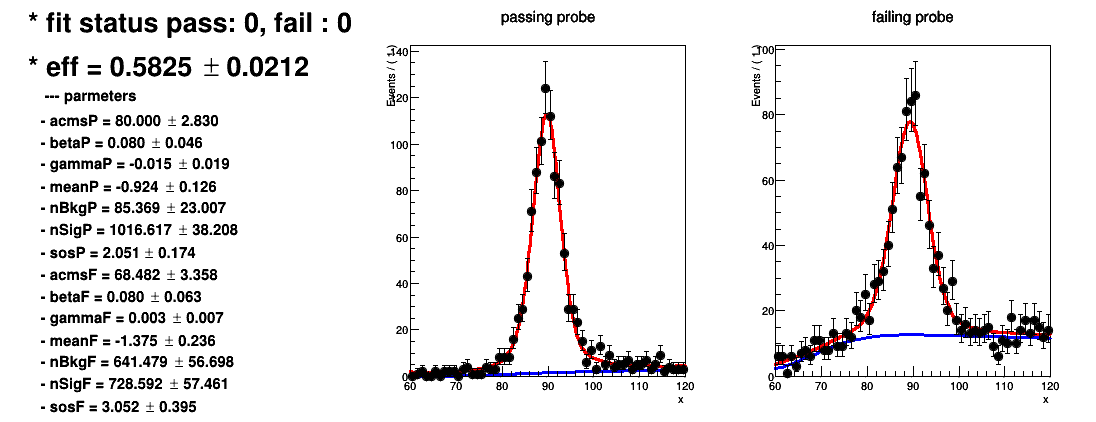 * fit status pass: 0, fail : 0
* eff = 0.5825 ± 0.0212
--- parmeters
- acmsP = 80.000 ± 2.830
- betaP = 0.080 ± 0.046
- gammaP = -0.015 ± 0.019
- meanP = -0.924 ± 0.126
- nBkgP = 85.369 ± 23.007
- nSigP = 1016.617 ± 38.208
- sosP = 2.051 ± 0.174
- acmsF = 68.482 ± 3.358
- betaF = 0.080 ± 0.063
- gammaF = 0.003 ± 0.007
- meanF = -1.375 ± 0.236
- nBkgF = 641.479 ± 56.698
- nSigF = 728.592 ± 57.461
- sosF = 3.052 ± 0.395
passing probe
Events / ( 1 )
140
120
100
80
60
40
20
0
60 70 80 90 100 110 120
x
failing probe
Events / ( 1 )
100
80
60
40
20
0
60 70 80 90 100 110 120
x